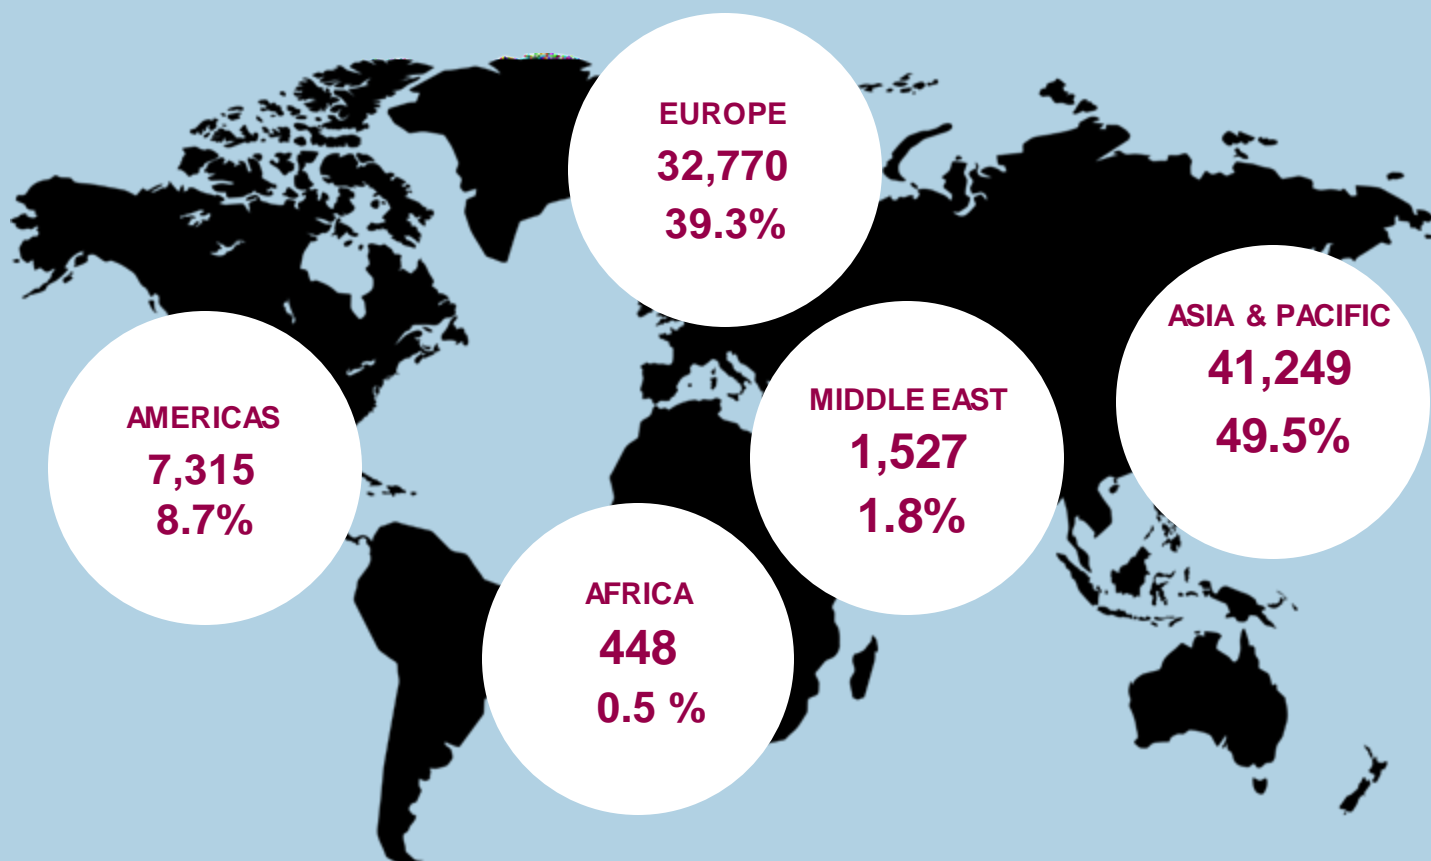 EUROPE
32,770
39.3%
ASIA & PACIFIC
41,249
49.5%
MIDDLE EAST
1,527
1.8%
AMERICAS
7,315
8.7%
AFRICA
448
0.5 %